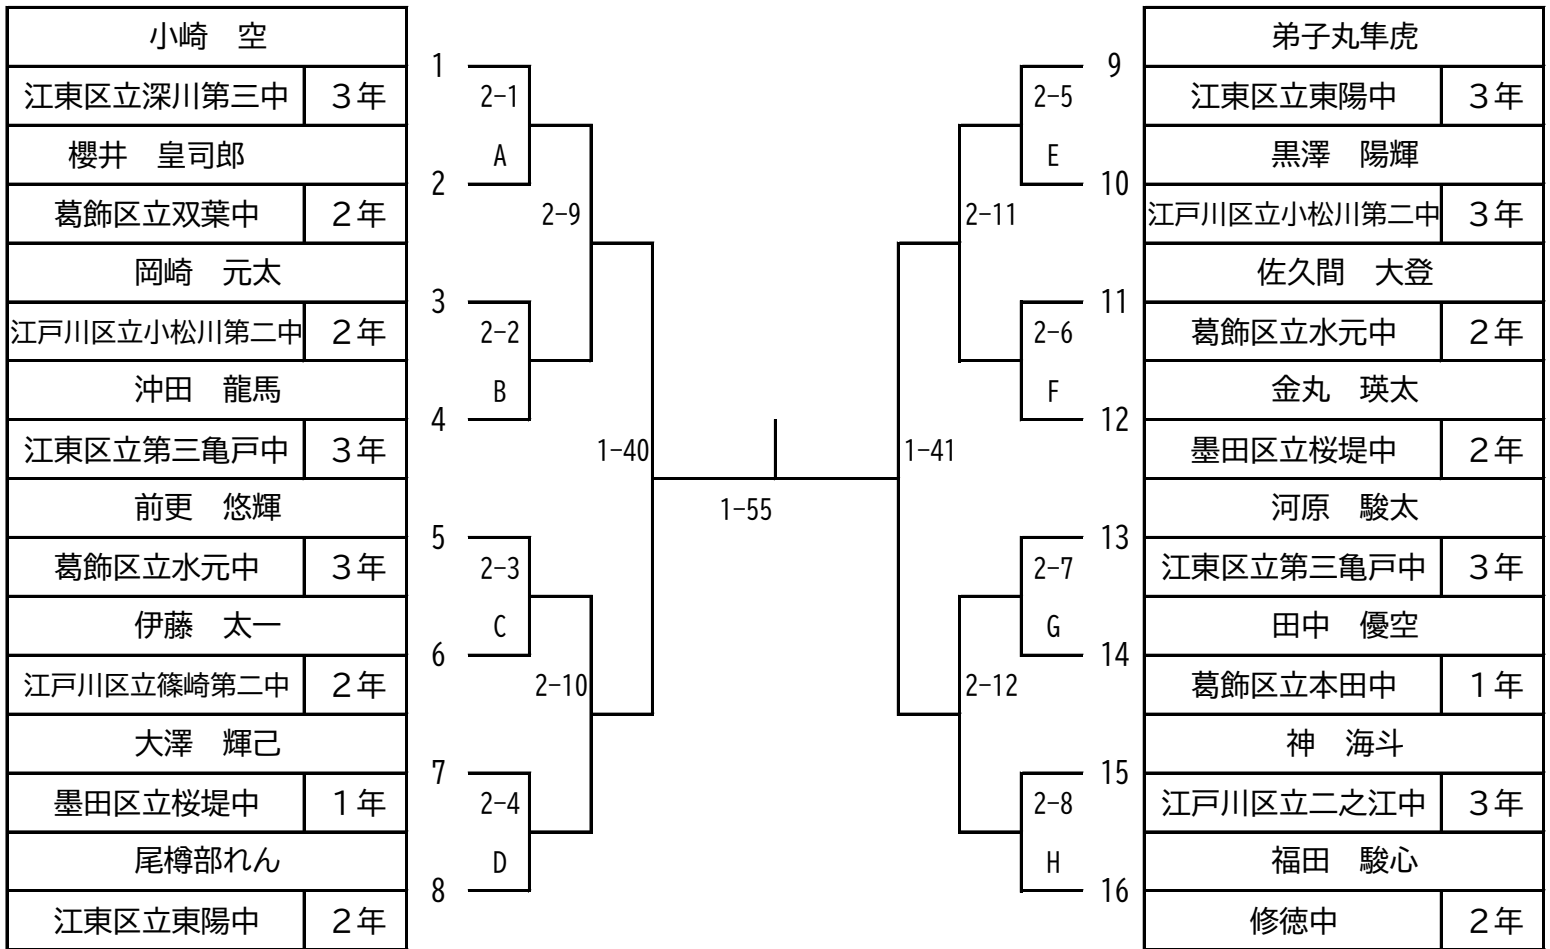 小崎　空
1
江東区立深川第三中 3年
2-1
櫻井　皇司郎
A
2
葛飾区立双葉中 2年
2-9
岡崎　元太
3
江戸川区立小松川第二中 2年
2-2
沖田　龍馬
B
4
江東区立第三亀戸中 3年
1-40
前更　悠輝
5
葛飾区立水元中 3年
2-3
伊藤　太一
C
6
江戸川区立篠崎第二中 2年
2-10
大澤　輝己
7
墨田区立桜堤中 1年
2-4
尾樽部れん
D
8
江東区立東陽中 2年
1-55
弟子丸隼虎
9
江東区立東陽中 3年
2-5
黒澤　陽輝
E
10
江戸川区立小松川第二中 3年
2-11
佐久間　大登
11
葛飾区立水元中 2年
2-6
金丸　瑛太
F
12
墨田区立桜堤中 2年
1-41
河原　駿太
13
江東区立第三亀戸中 3年
2-7
田中　優空
G
14
葛飾区立本田中 1年
2-12
神　海斗
15
江戸川区立二之江中 3年
2-8
福田　駿心
H
16
修徳中 2年